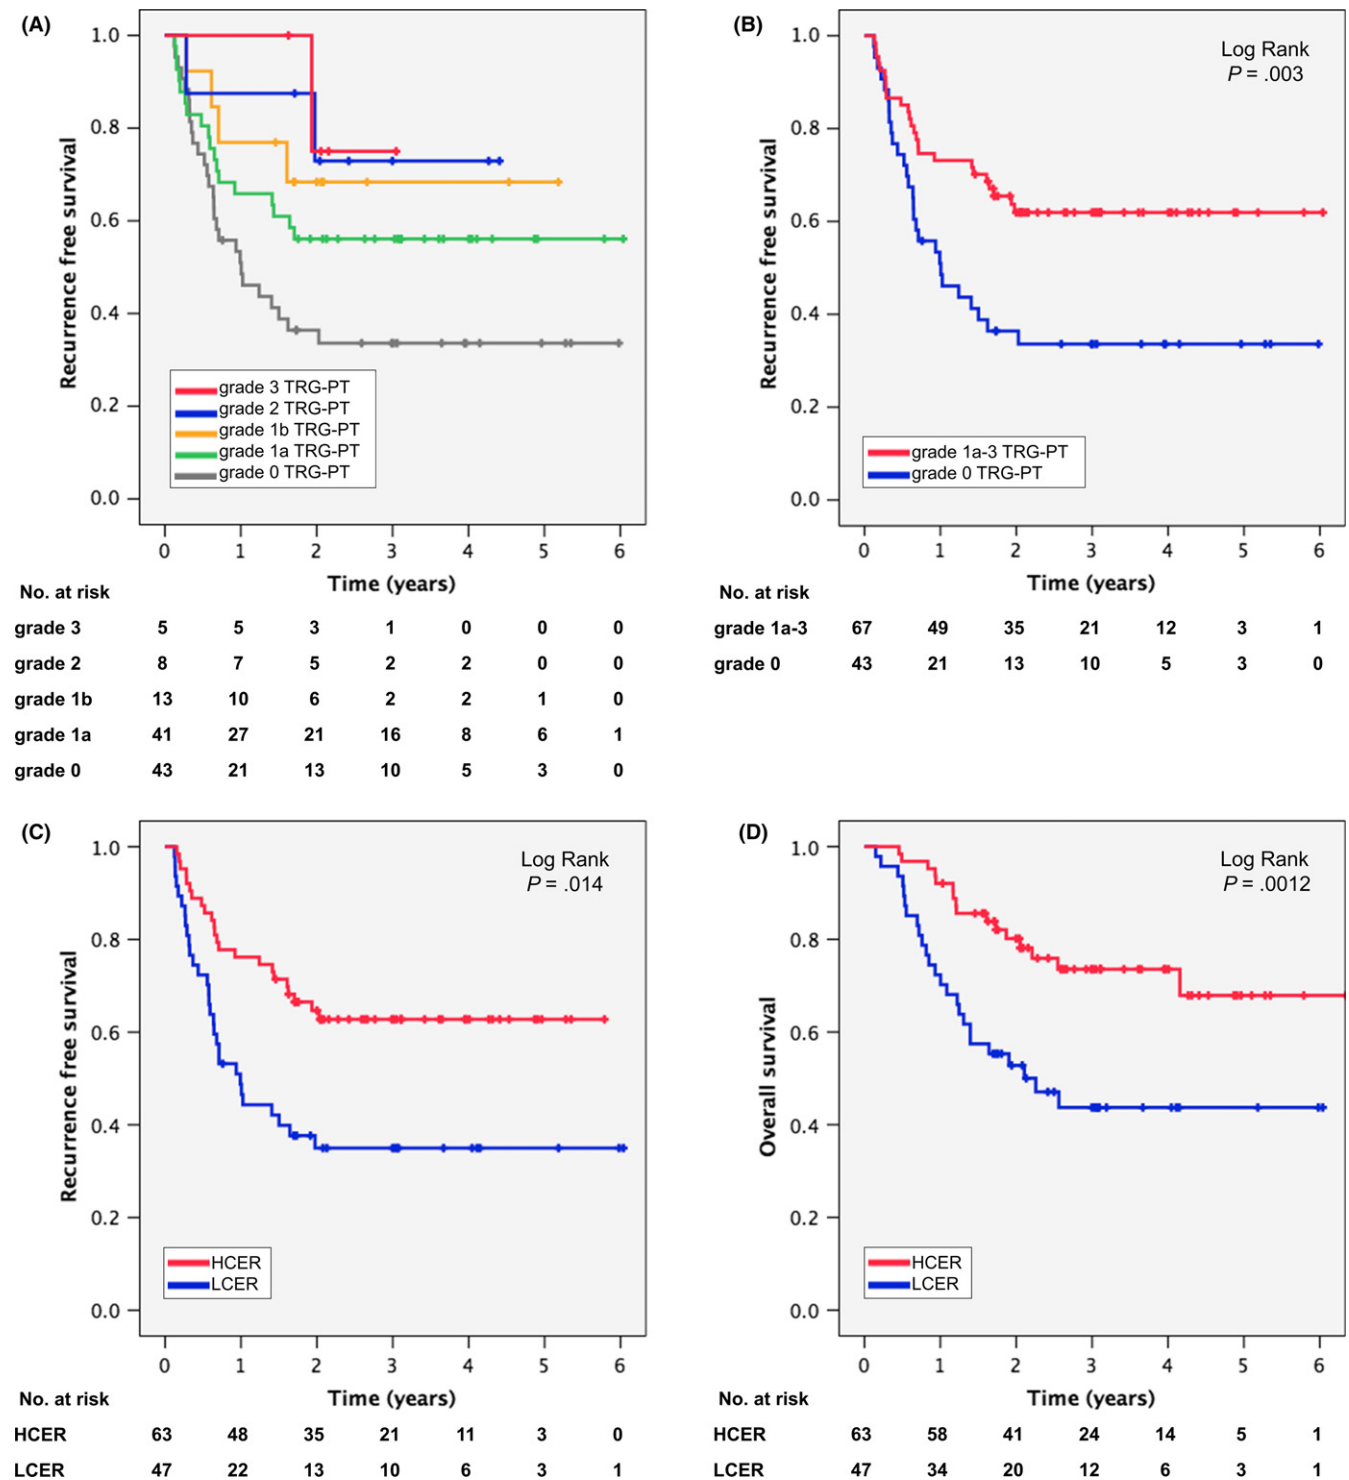 (A)
Recurrence free survival
1.0
0.8
0.6
0.4
0.2
0.0
grade 3 TRG-PT
grade 2 TRG-PT
grade 1b TRG-PT
grade 1a TRG-PT
grade 0 TRG-PT
0 1 2 3 4 5 6
Time (years)
No. at risk
grade 3 5 5 3 1 0 0 0
grade 2 8 7 5 2 2 0 0
grade 1b 13 10 6 2 2 1 0
grade 1a 41 27 21 16 8 6 1
grade 0 43 21 13 10 5 3 0
(B)
Recurrence free survival
1.0
0.8
0.6
0.4
0.2
0.0
Log Rank
P = .003
grade 1a-3 TRG-PT
grade 0 TRG-PT
0 1 2 3 4 5 6
Time (years)
No. at risk
grade 1a-3 67 49 35 21 12 3 1
grade 0 43 21 13 10 5 3 0
(C)
Recurrence free survival
1.0
0.8
0.6
0.4
0.2
0.0
Log Rank
P = .014
HCER
LCER
0 1 2 3 4 5 6
Time (years)
No. at risk
HCER 63 48 35 21 11 3 0
LCER 47 22 13 10 6 3 1
(D)
Overall survival
1.0
0.8
0.6
0.4
0.2
0.0
Log Rank
P = .0012
HCER
LCER
0 1 2 3 4 5 6
Time (years)
No. at risk
HCER 63 58 41 24 14 5 1
LCER 47 34 20 12 6 3 1